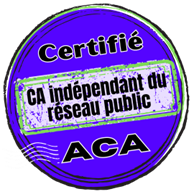 Certifié
CA indépendant du
réseau public
ACA